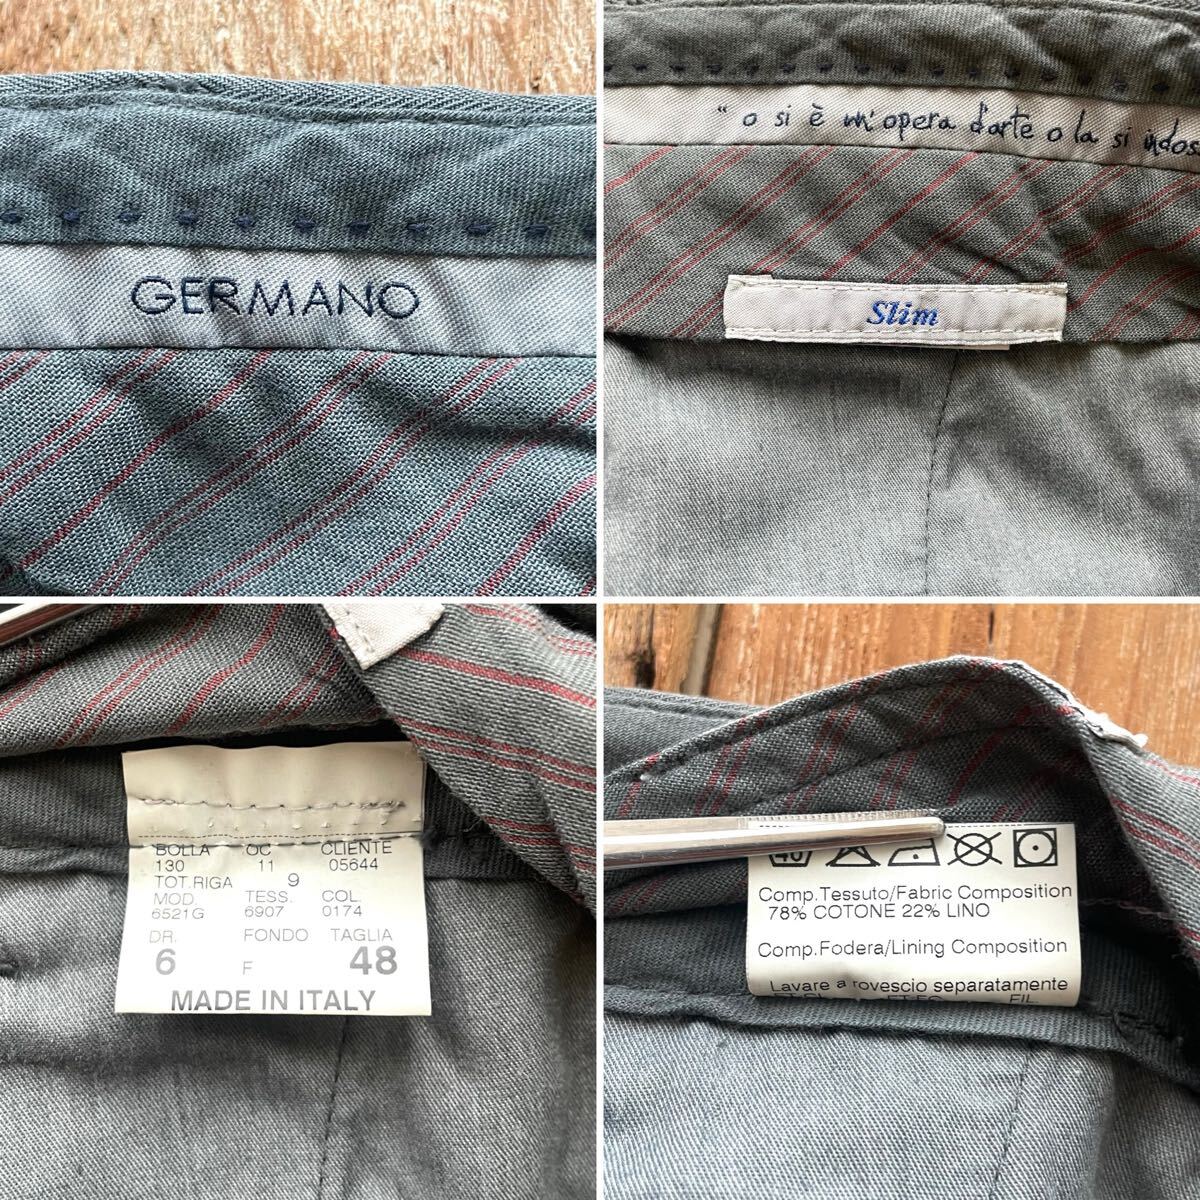 GERMANO
“o si è un'opera d'arte o la si indos
Slim
BOLLA OC CLIENTE
130 11 05644
TOT.RIGA 9
MOD. TESS. COL.
6521G 6907 0174
DR. FONDO TAGLIA
6 F 48
MADE IN ITALY
40
Comp.Tessuto/Fabric Composition
78% COTONE 22% LINO
Comp.Fodera/Lining Composition
Lavare a rovescio separatamente
FIL.